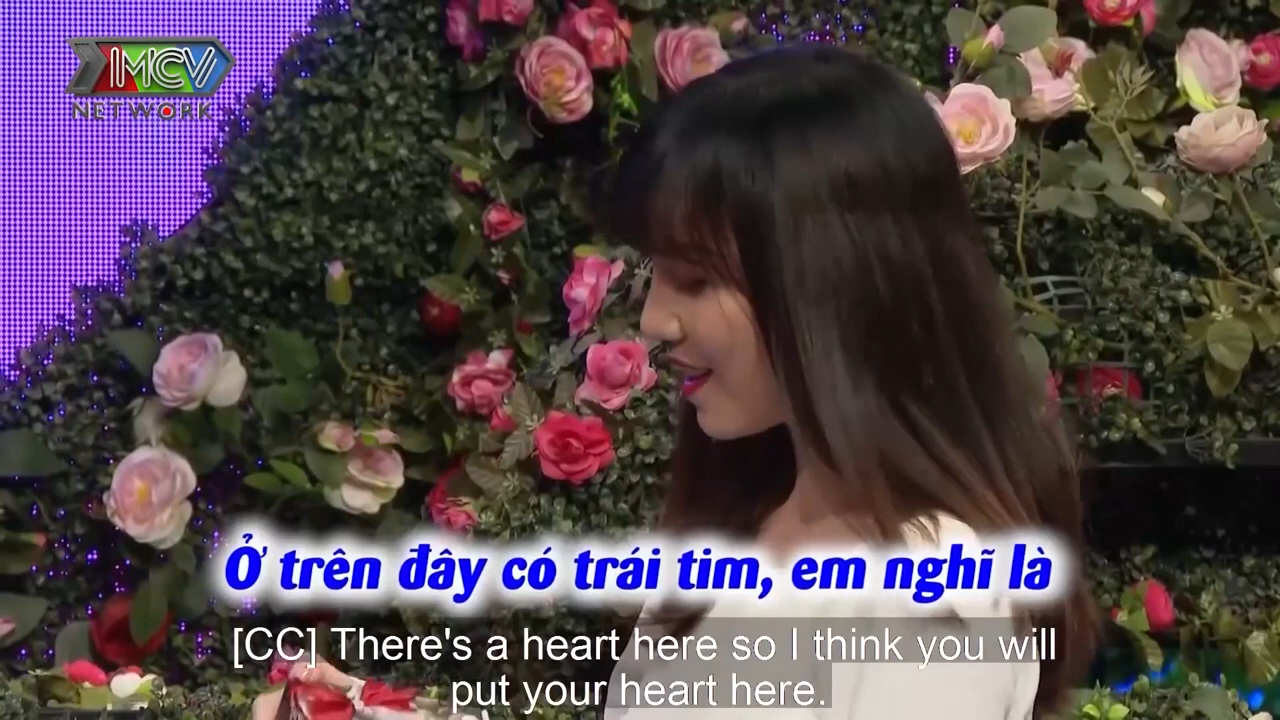 MCV
NETWORK
Ở trên đây có trái tim, em nghĩ là
[CC] There's a heart here so I think you will
put your heart here.